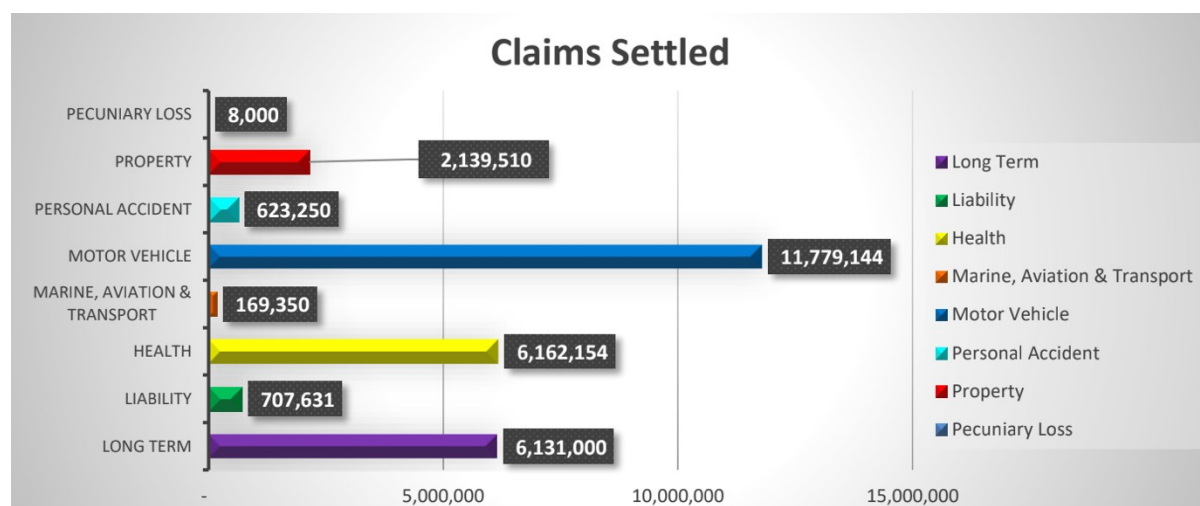 Claims Settled
PECUNIARY LOSS
8,000
PROPERTY
2,139,510
PERSONAL ACCIDENT
623,250
MOTOR VEHICLE
11,779,144
MARINE, AVIATION &
TRANSPORT
169,350
HEALTH
6,162,154
LIABILITY
707,631
LONG TERM
6,131,000
-
5,000,000
10,000,000
15,000,000
Long Term
Liability
Health
Marine, Aviation & Transport
Motor Vehicle
Personal Accident
Property
Pecuniary Loss